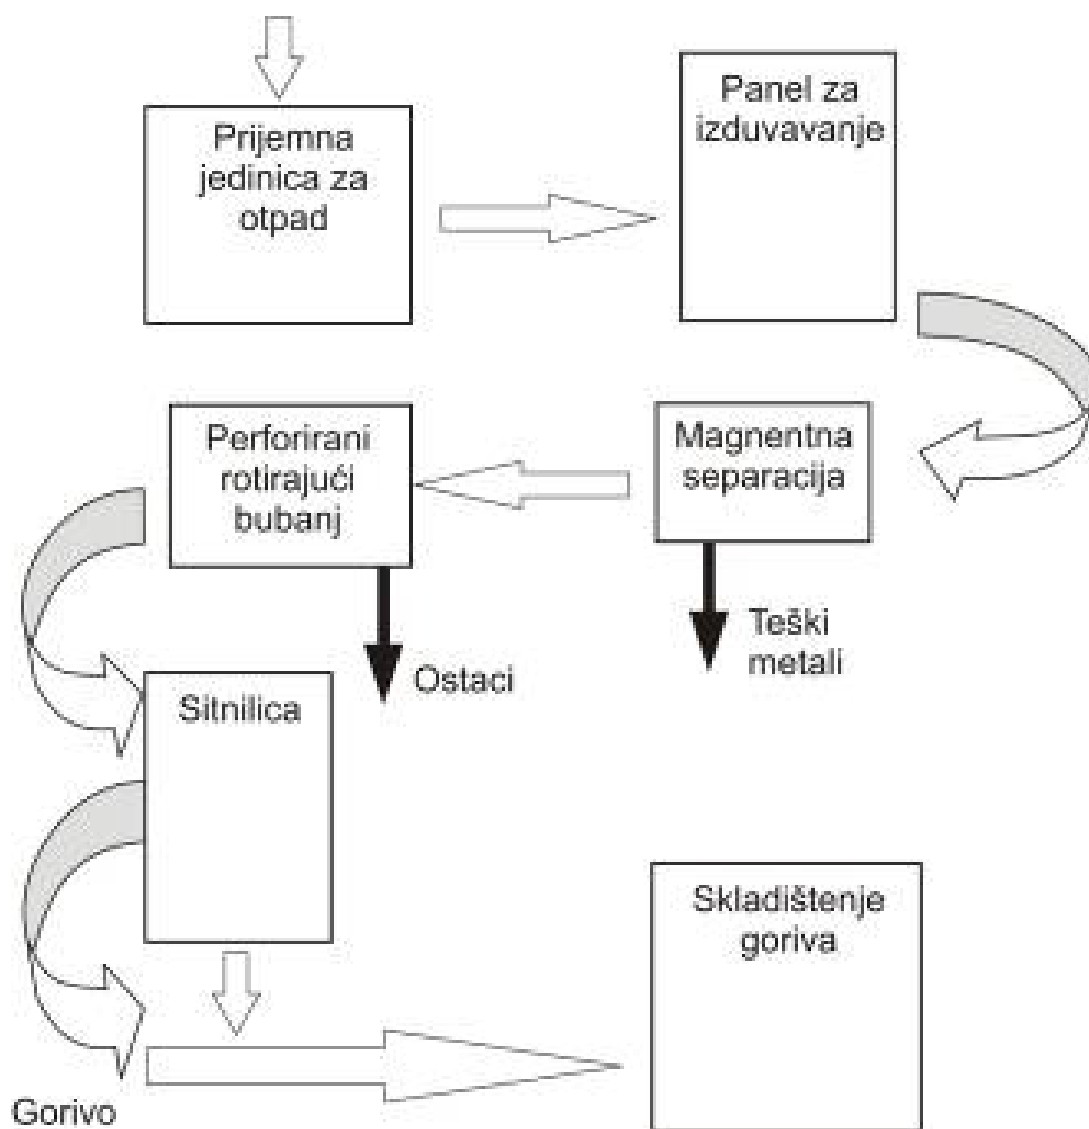 Prijemna
jedinica za
otpad
Panel za
izduvavanje
Perforirani
rotirajući
bubanj
Magnentna
separacija
Ostaci
Teški
metali
Sitnilica
Skladištenje
goriva
Gorivo